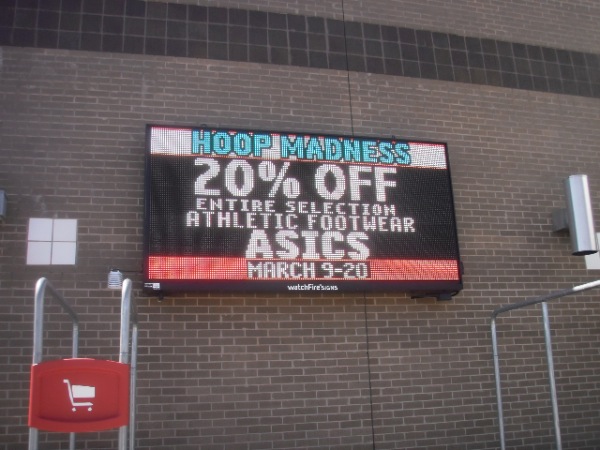 HOOP MADNESS
20% OFF
ENTIRE SELECTION
ATHLETIC FOOTWEAR
ASICS
MARCH 9-20
watchFire SIGNS